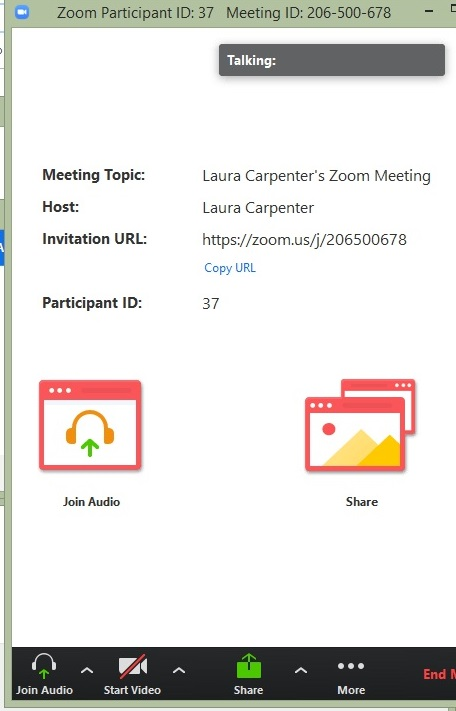 Zoom Participant ID: 37 Meeting ID: 206-500-678
Talking:
Meeting Topic: Laura Carpenter's Zoom Meeting
Host: Laura Carpenter
Invitation URL: https://zoom.us/j/206500678
Copy URL
Participant ID: 37
Join Audio Share
Join Audio Start Video Share More End M